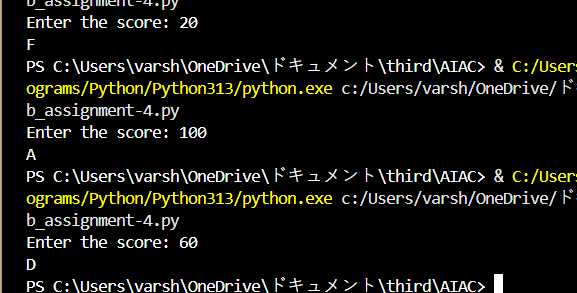 b_assignment-4.py
Enter the score: 20
F
PS C:\Users\varsh\OneDrive\ドキュメント\third\AIAC> & C:/Users
ograms/Python/Python313/python.exe c:/Users/varsh/OneDrive/ド
b_assignment-4.py
Enter the score: 100
A
PS C:\Users\varsh\OneDrive\ドキュメント\third\AIAC> & C:/Users
ograms/Python/Python313/python.exe c:/Users/varsh/OneDrive/ド
b_assignment-4.py
Enter the score: 60
D
PS C:\Users\varsh\OneDrive\ドキュメント\third\AIAC>